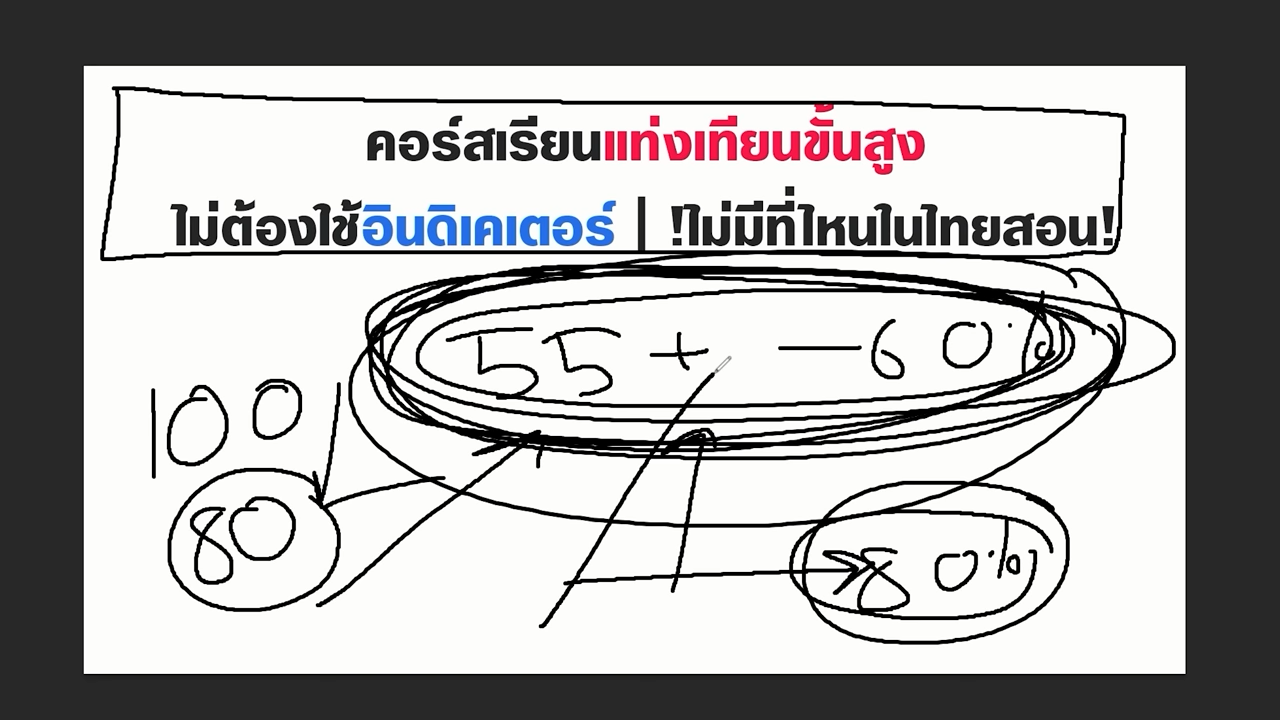 คอร์สเรียนแท่งเทียนขั้นสูง
ไม่ต้องใช้อินดิเคเตอร์ | !ไม่มีที่ไหนในไทยสอน!
55 + — 60%
100
80
80%